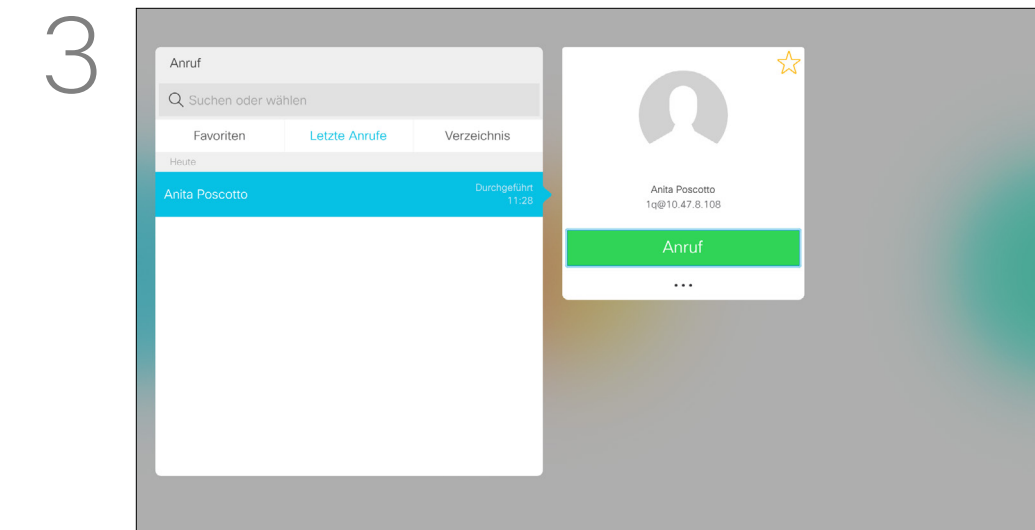 3
Anruf
Suchen oder wählen
Favoriten Letzte Anrufe Verzeichnis
Heute
Anita Poscotto Durchgeführt
11:28
Anita Poscotto
1q@10.47.8.108
Anruf
...